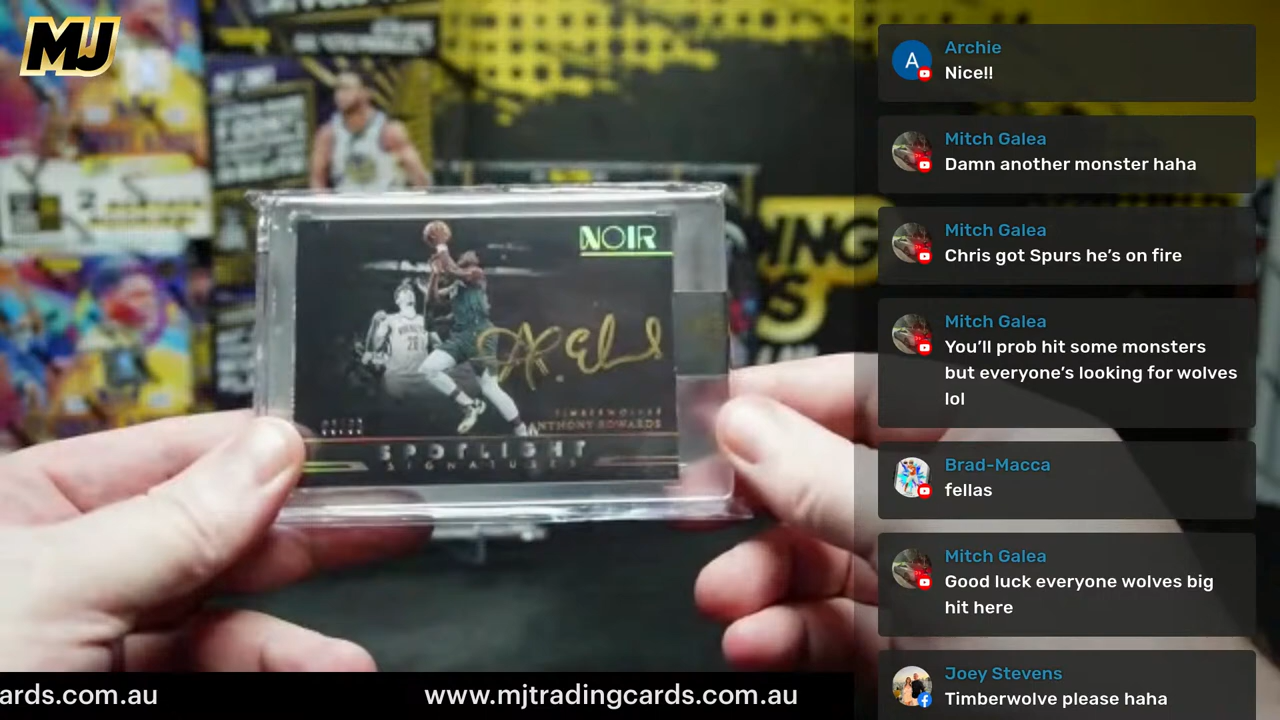 MJ
NOIR
TIMBERWOLVES
ANTHONY EDWARDS
SPOTLIGHT
SIGNATURES
ards.com.au
www.mjtradingcards.com.au
Archie
Nice!!
Mitch Galea
Damn another monster haha
Mitch Galea
Chris got Spurs he’s on fire
Mitch Galea
You’ll prob hit some monsters
but everyone’s looking for wolves
lol
Brad-Macca
fellas
Mitch Galea
Good luck everyone wolves big
hit here
Joey Stevens
Timberwolve please haha